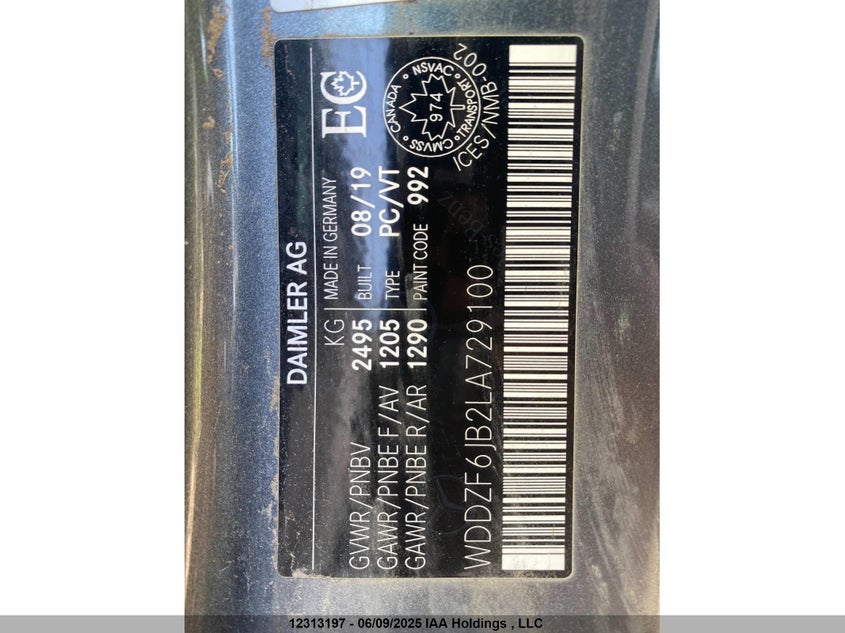 DAIMLER AG
KG MADE IN GERMANY
GVWR/PNBV 2495 BUILT 08/19
GAWR/PNBE F/AV 1205 TYPE PC/VT
GAWR/PNBE R/AR 1290 PAINT CODE 992
EC
CANADA NSVAC
974
CMVSS TRANSPORT
ICES/NMB-002
WDDZF6JB2LA729100
12313197 - 06/09/2025 IAA Holdings , LLC